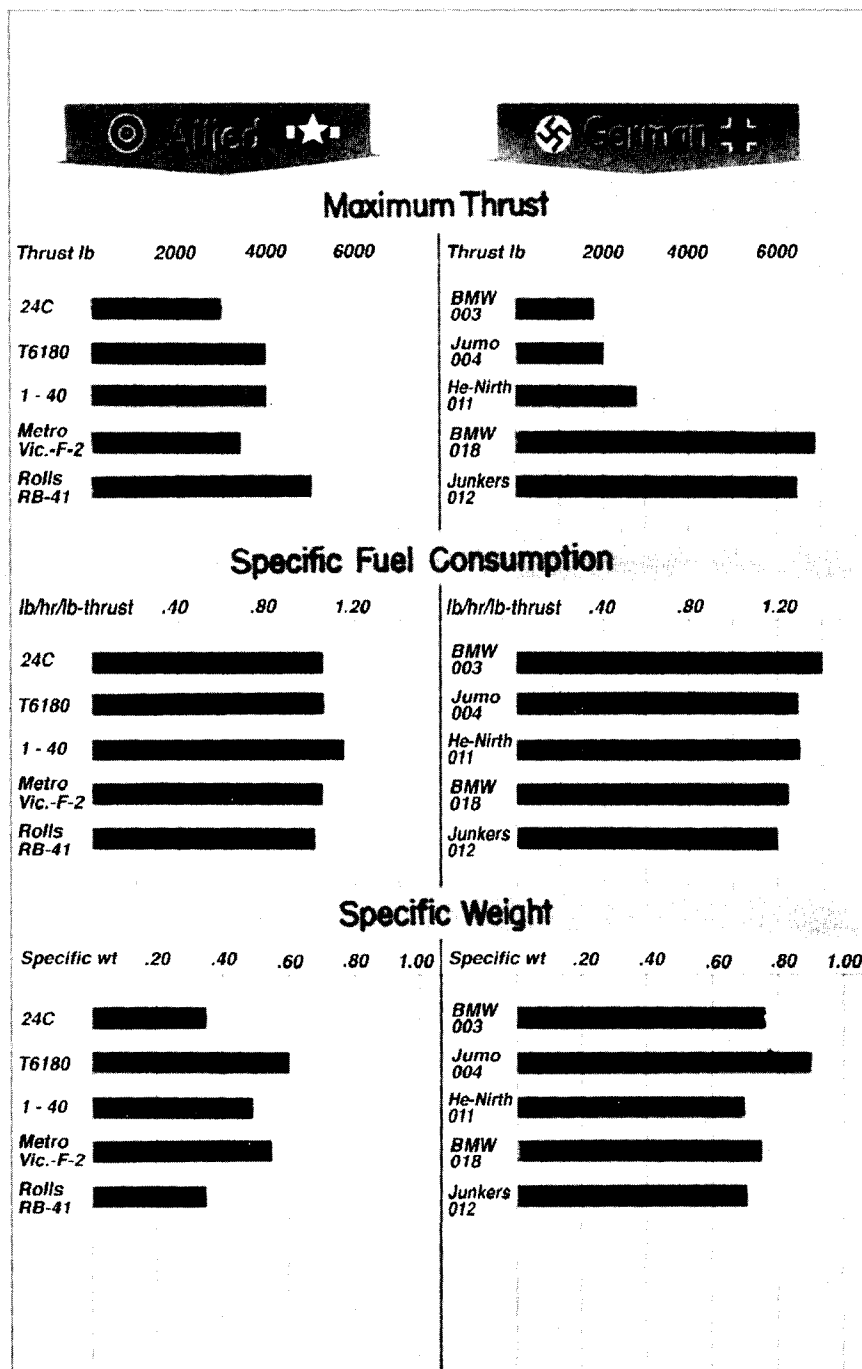 Allied
German
Maximum Thrust
Thrust lb 2000 4000 6000
24C
T6180
1 - 40
Metro
Vic.-F-2
Rolls
RB-41
Thrust lb 2000 4000 6000
BMW
003
Jumo
004
He-Nirth
011
BMW
018
Junkers
012
Specific Fuel Consumption
lb/hr/lb-thrust .40 .80 1.20
24C
T6180
1 - 40
Metro
Vic.-F-2
Rolls
RB-41
lb/hr/lb-thrust .40 .80 1.20
BMW
003
Jumo
004
He-Nirth
011
BMW
018
Junkers
012
Specific Weight
Specific wt .20 .40 .60 .80 1.00
24C
T6180
1 - 40
Metro
Vic.-F-2
Rolls
RB-41
Specific wt .20 .40 .60 .80 1.00
BMW
003
Jumo
004
He-Nirth
011
BMW
018
Junkers
012